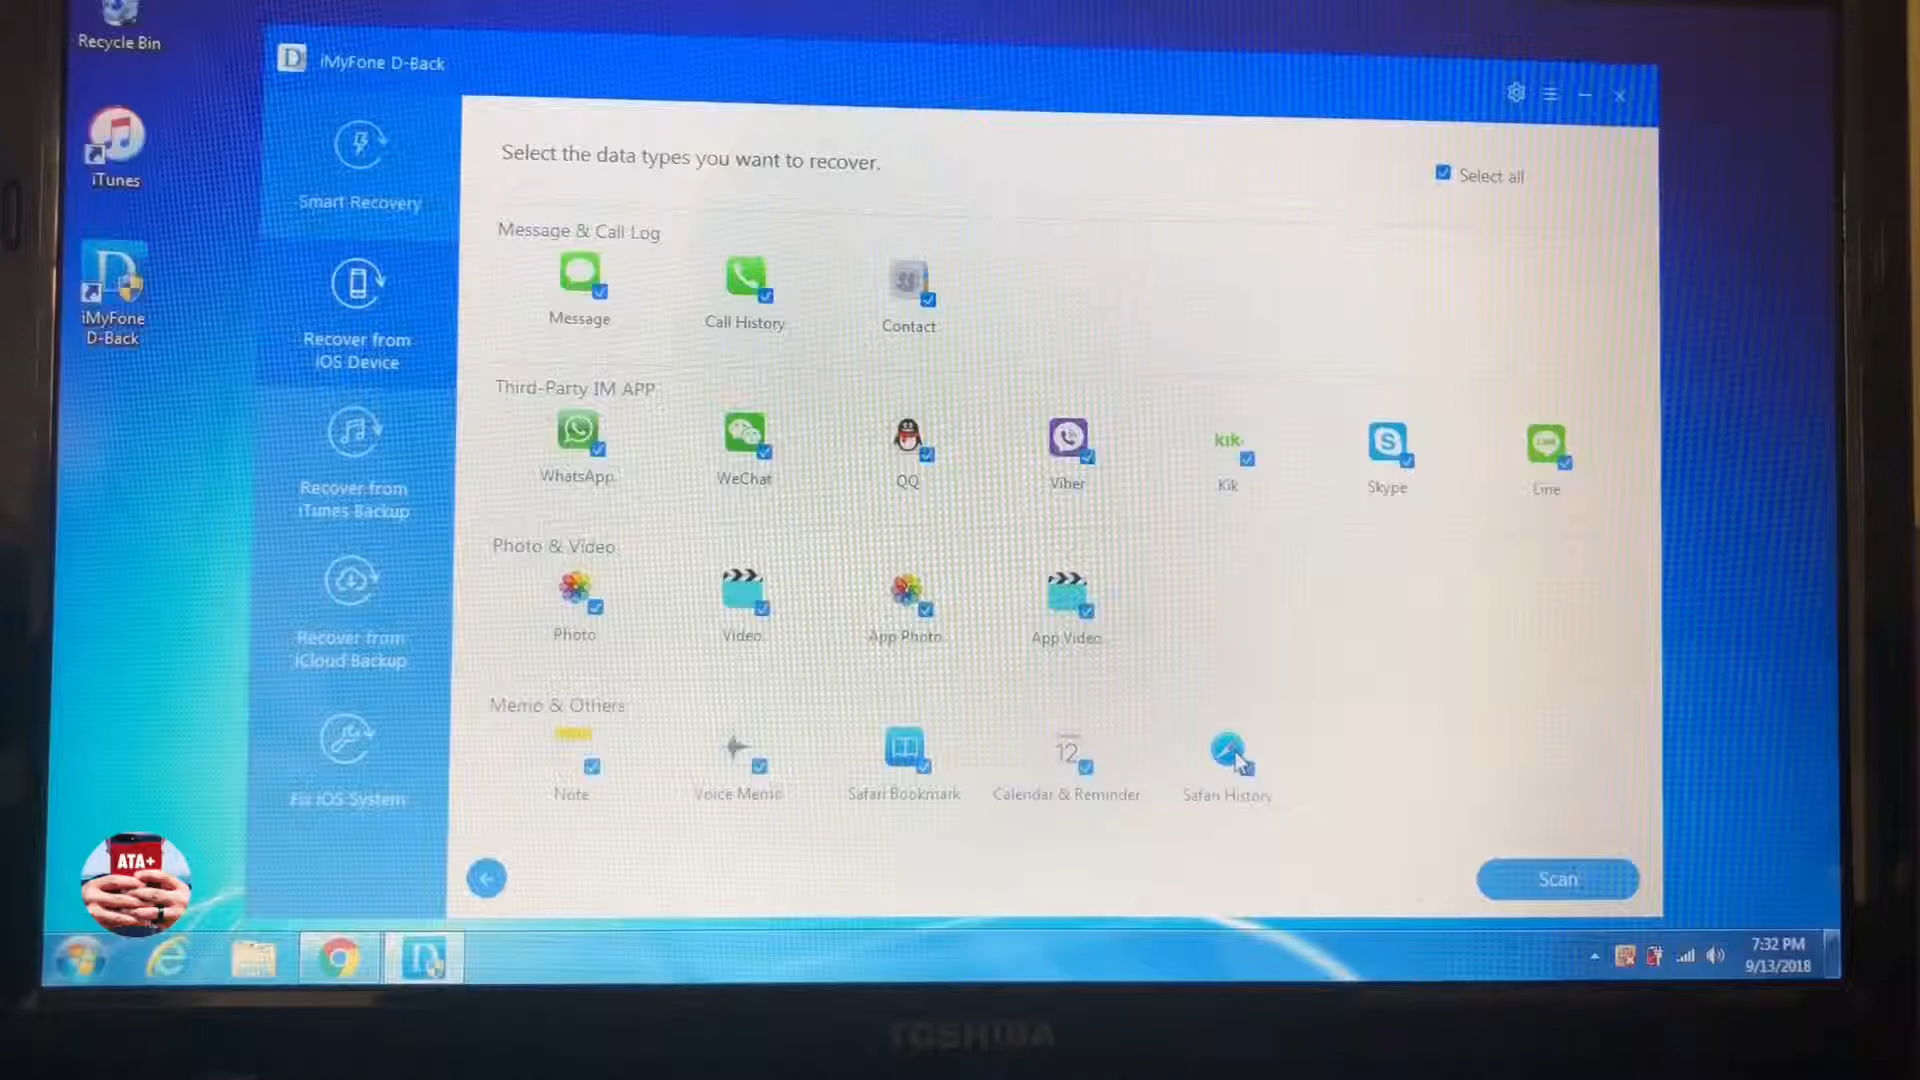 Recycle Bin
iMyFone D-Back
iTunes
Smart Recovery
Select the data types you want to recover.
Select all
Message & Call Log
Message
Call History
Contact
iMyFone
D-Back
Recover from
iOS Device
Third-Party IM APP
kik
WhatsApp
WeChat
QQ
Viber
Kik
Skype
LINE
Line
Recover from
iTunes Backup
Photo & Video
Photo
Video
App Photo
App Video
Recover from
iCloud Backup
Memo & Others
12
Note
Voice Memo
Safari Bookmark
Calendar & Reminder
Safari History
Fix iOS System
ATA+
Scan
7:32 PM
9/13/2018
TOSHIBA